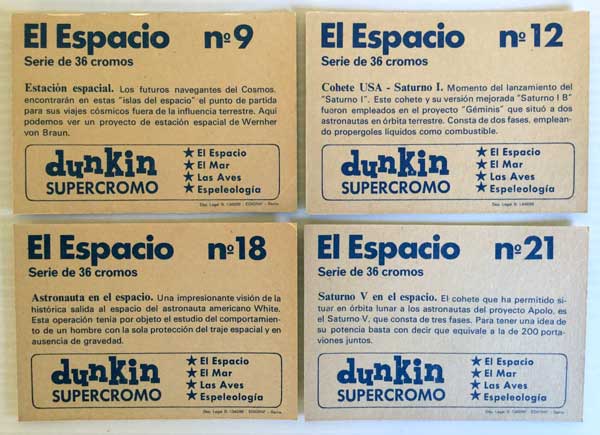 El Espacio nº9
Serie de 36 cromos
Estación espacial. Los futuros navegantes del Cosmos,
encontrarán en estas "islas del espacio" el punto de partida
para sus viajes cósmicos fuera de la influencia terrestre. Aquí
podemos ver un proyecto de estación espacial de Wernher
von Braun.
dunkin
SUPERCROMO
★ El Espacio
★ El Mar
★ Las Aves
★ Espeleología
El Espacio nº12
Serie de 36 cromos
Cohete USA - Saturno I. Momento del lanzamiento del
"Saturno I". Este cohete y su versión mejorada "Saturno I B"
fueron empleados en el proyecto "Géminis" que situó a dos
astronautas en órbita terrestre. Consta de dos fases, emplean-
do propergoles líquidos como combustible.
dunkin
SUPERCROMO
★ El Espacio
★ El Mar
★ Las Aves
★ Espeleología
El Espacio nº18
Serie de 36 cromos
Astronauta en el espacio. Una impresionante visión de la
histórica salida al espacio del astronauta americano White.
Esta operación tenía por objeto el estudio del comportamien-
to de un hombre con la sola protección del traje espacial y en
ausencia de gravedad.
dunkin
SUPERCROMO
★ El Espacio
★ El Mar
★ Las Aves
★ Espeleología
El Espacio nº21
Serie de 36 cromos
Saturno V en el espacio. El cohete que ha permitido si-
tuar en órbita lunar a los astronautas del proyecto Apolo, es
el Saturno V, que consta de tres fases. Para tener una idea de
su potencia basta con decir que equivale a la de 200 porta-
viones juntos.
dunkin
SUPERCROMO
★ El Espacio
★ El Mar
★ Las Aves
★ Espeleología